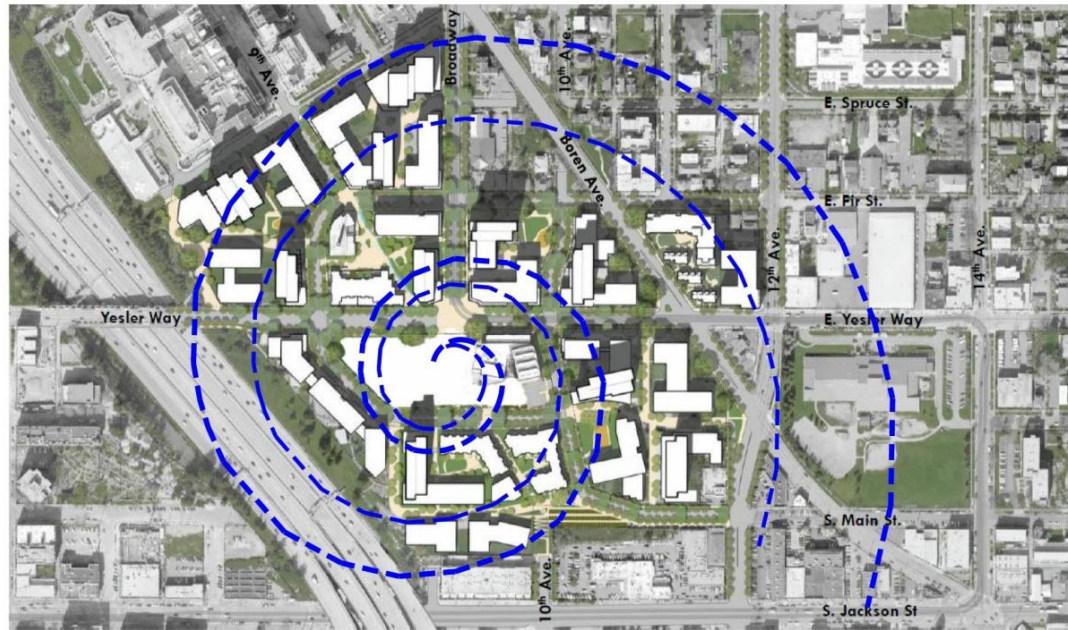 9th Ave.
Broadway
10th Ave.
E. Spruce St.
Boren Ave.
E. Fir St.
12th Ave.
14th Ave.
Yesler Way
E. Yesler Way
S. Main St.
10th Ave.
S. Jackson St